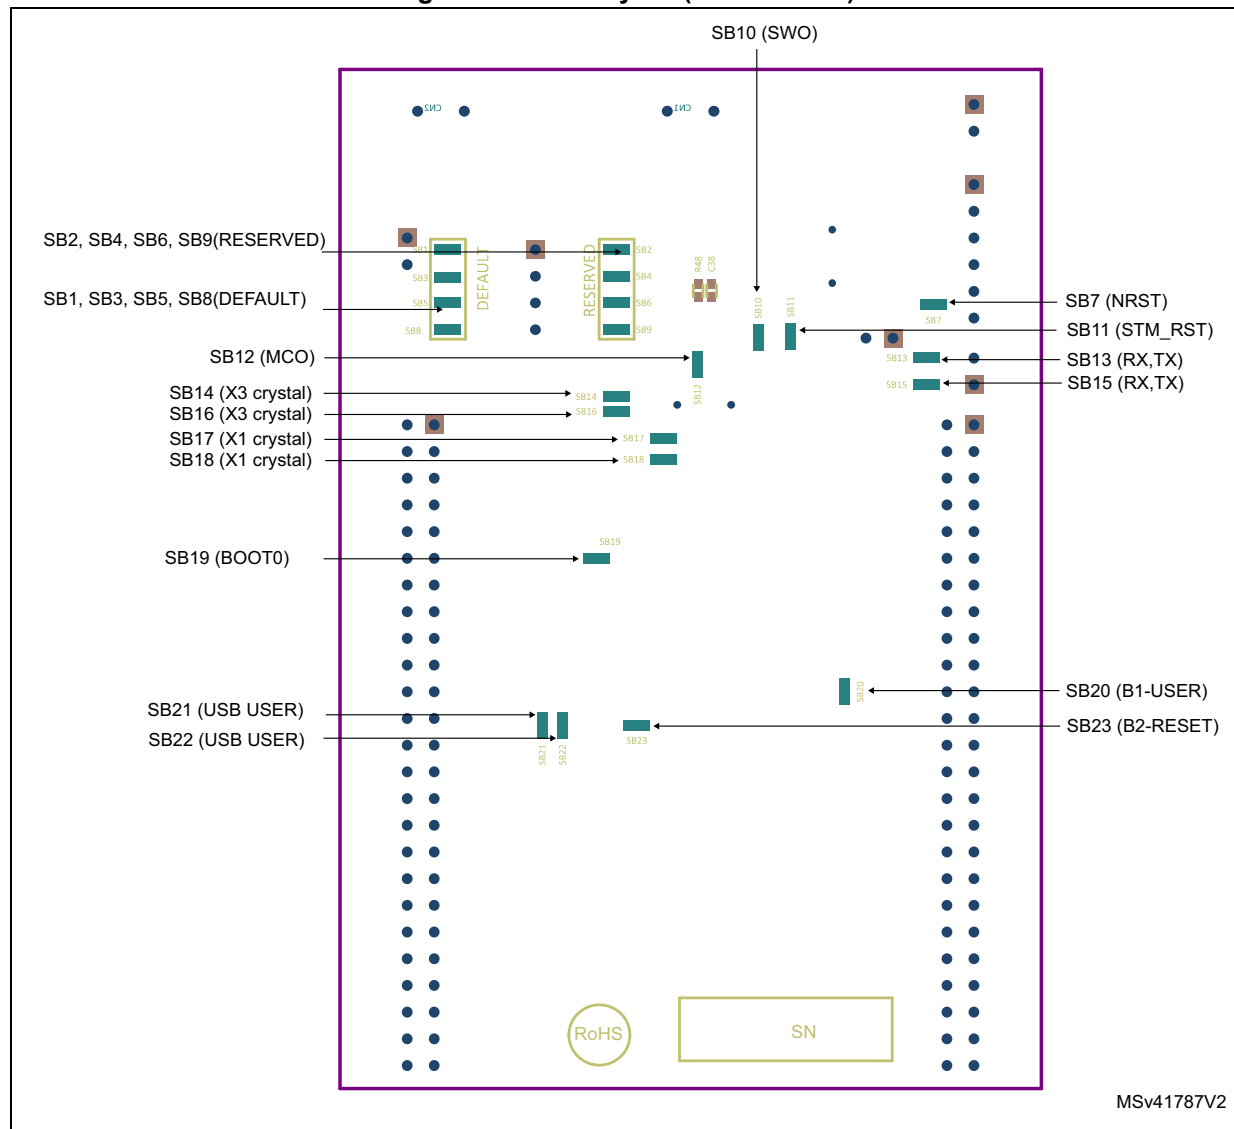 SB10 (SWO)
CN2
CN1
SB2, SB4, SB6, SB9(RESERVED)
SB1
SB2
SB3
SB4
SB1, SB3, SB5, SB8(DEFAULT)
SB5
SB6
SB8
SB9
DEFAULT
RESERVED
R48
C38
SB10
SB11
SB7 (NRST)
SB7
SB11 (STM_RST)
SB12 (MCO)
SB12
SB13
SB13 (RX,TX)
SB15
SB15 (RX,TX)
SB14 (X3 crystal)
SB14
SB16 (X3 crystal)
SB16
SB17 (X1 crystal)
SB17
SB18 (X1 crystal)
SB18
SB19
SB19 (BOOT0)
SB20
SB20 (B1-USER)
SB21 (USB USER)
SB22 (USB USER)
SB21
SB22
SB23
SB23 (B2-RESET)
RoHS
SN
MSv41787V2